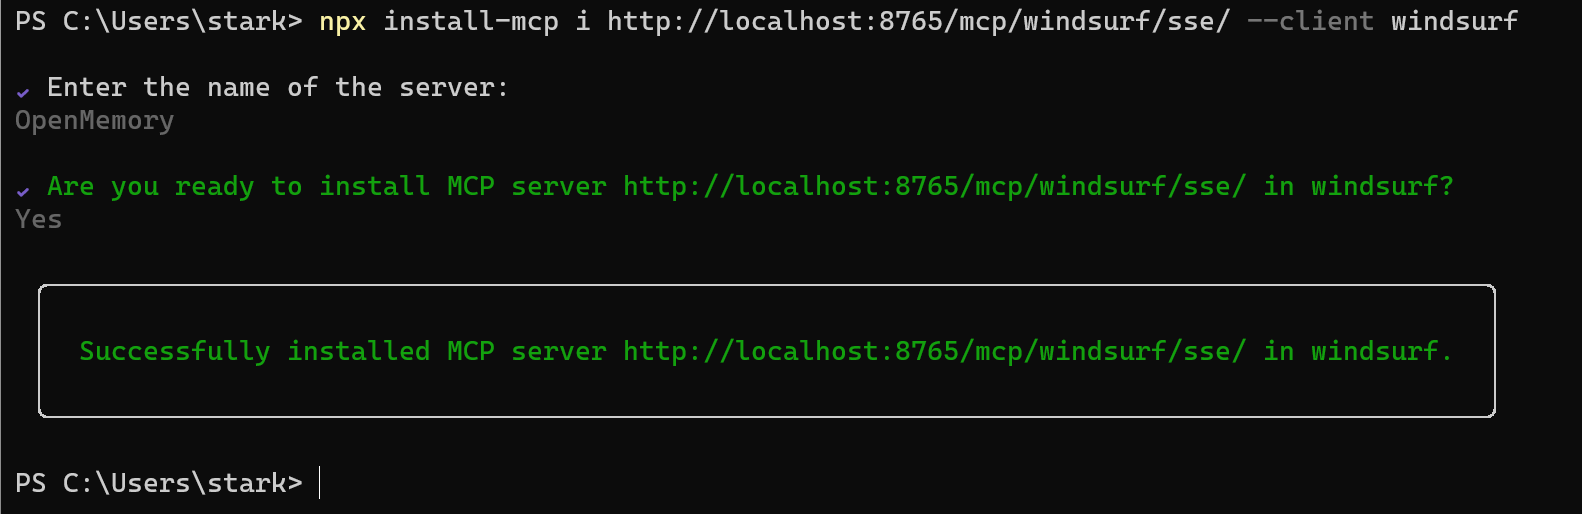 PS C:\Users\stark> npx install-mcp i http://localhost:8765/mcp/windsurf/sse/ --client windsurf
✔ Enter the name of the server:
OpenMemory
✔ Are you ready to install MCP server http://localhost:8765/mcp/windsurf/sse/ in windsurf?
Yes
Successfully installed MCP server http://localhost:8765/mcp/windsurf/sse/ in windsurf.
PS C:\Users\stark>